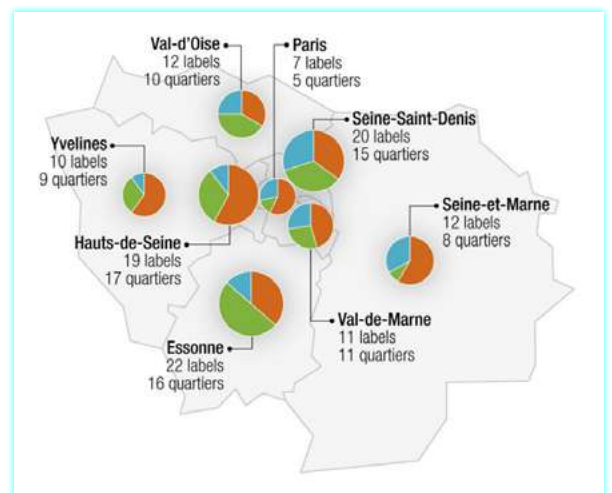 Val-d'Oise
12 labels
10 quartiers
Paris
7 labels
5 quartiers
Seine-Saint-Denis
20 labels
15 quartiers
Yvelines
10 labels
9 quartiers
Seine-et-Marne
12 labels
8 quartiers
Hauts-de-Seine
19 labels
17 quartiers
Val-de-Marne
11 labels
11 quartiers
Essonne
22 labels
16 quartiers